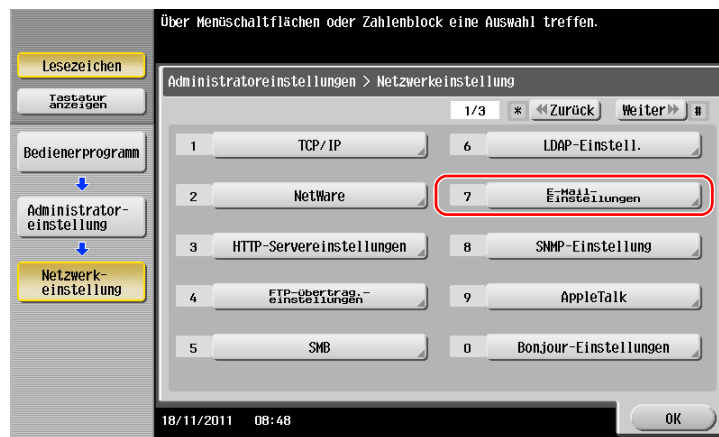 Über Menüschaltflächen oder Zahlenblock eine Auswahl treffen.
Lesezeichen
Tastatur
anzeigen
Bedienerprogramm
Administrator-
einstellung
Netzwerk-
einstellung
Administratoreinstellungen > Netzwerkeinstellung
1/3 * Zurück Weiter #
1 TCP/IP
2 NetWare
3 HTTP-Servereinstellungen
4 FTP-Übertrag.-
einstellungen
5 SMB
6 LDAP-Einstell.
7 E-Mail-
Einstellungen
8 SNMP-Einstellung
9 AppleTalk
0 Bonjour-Einstellungen
18/11/2011 08:48
OK